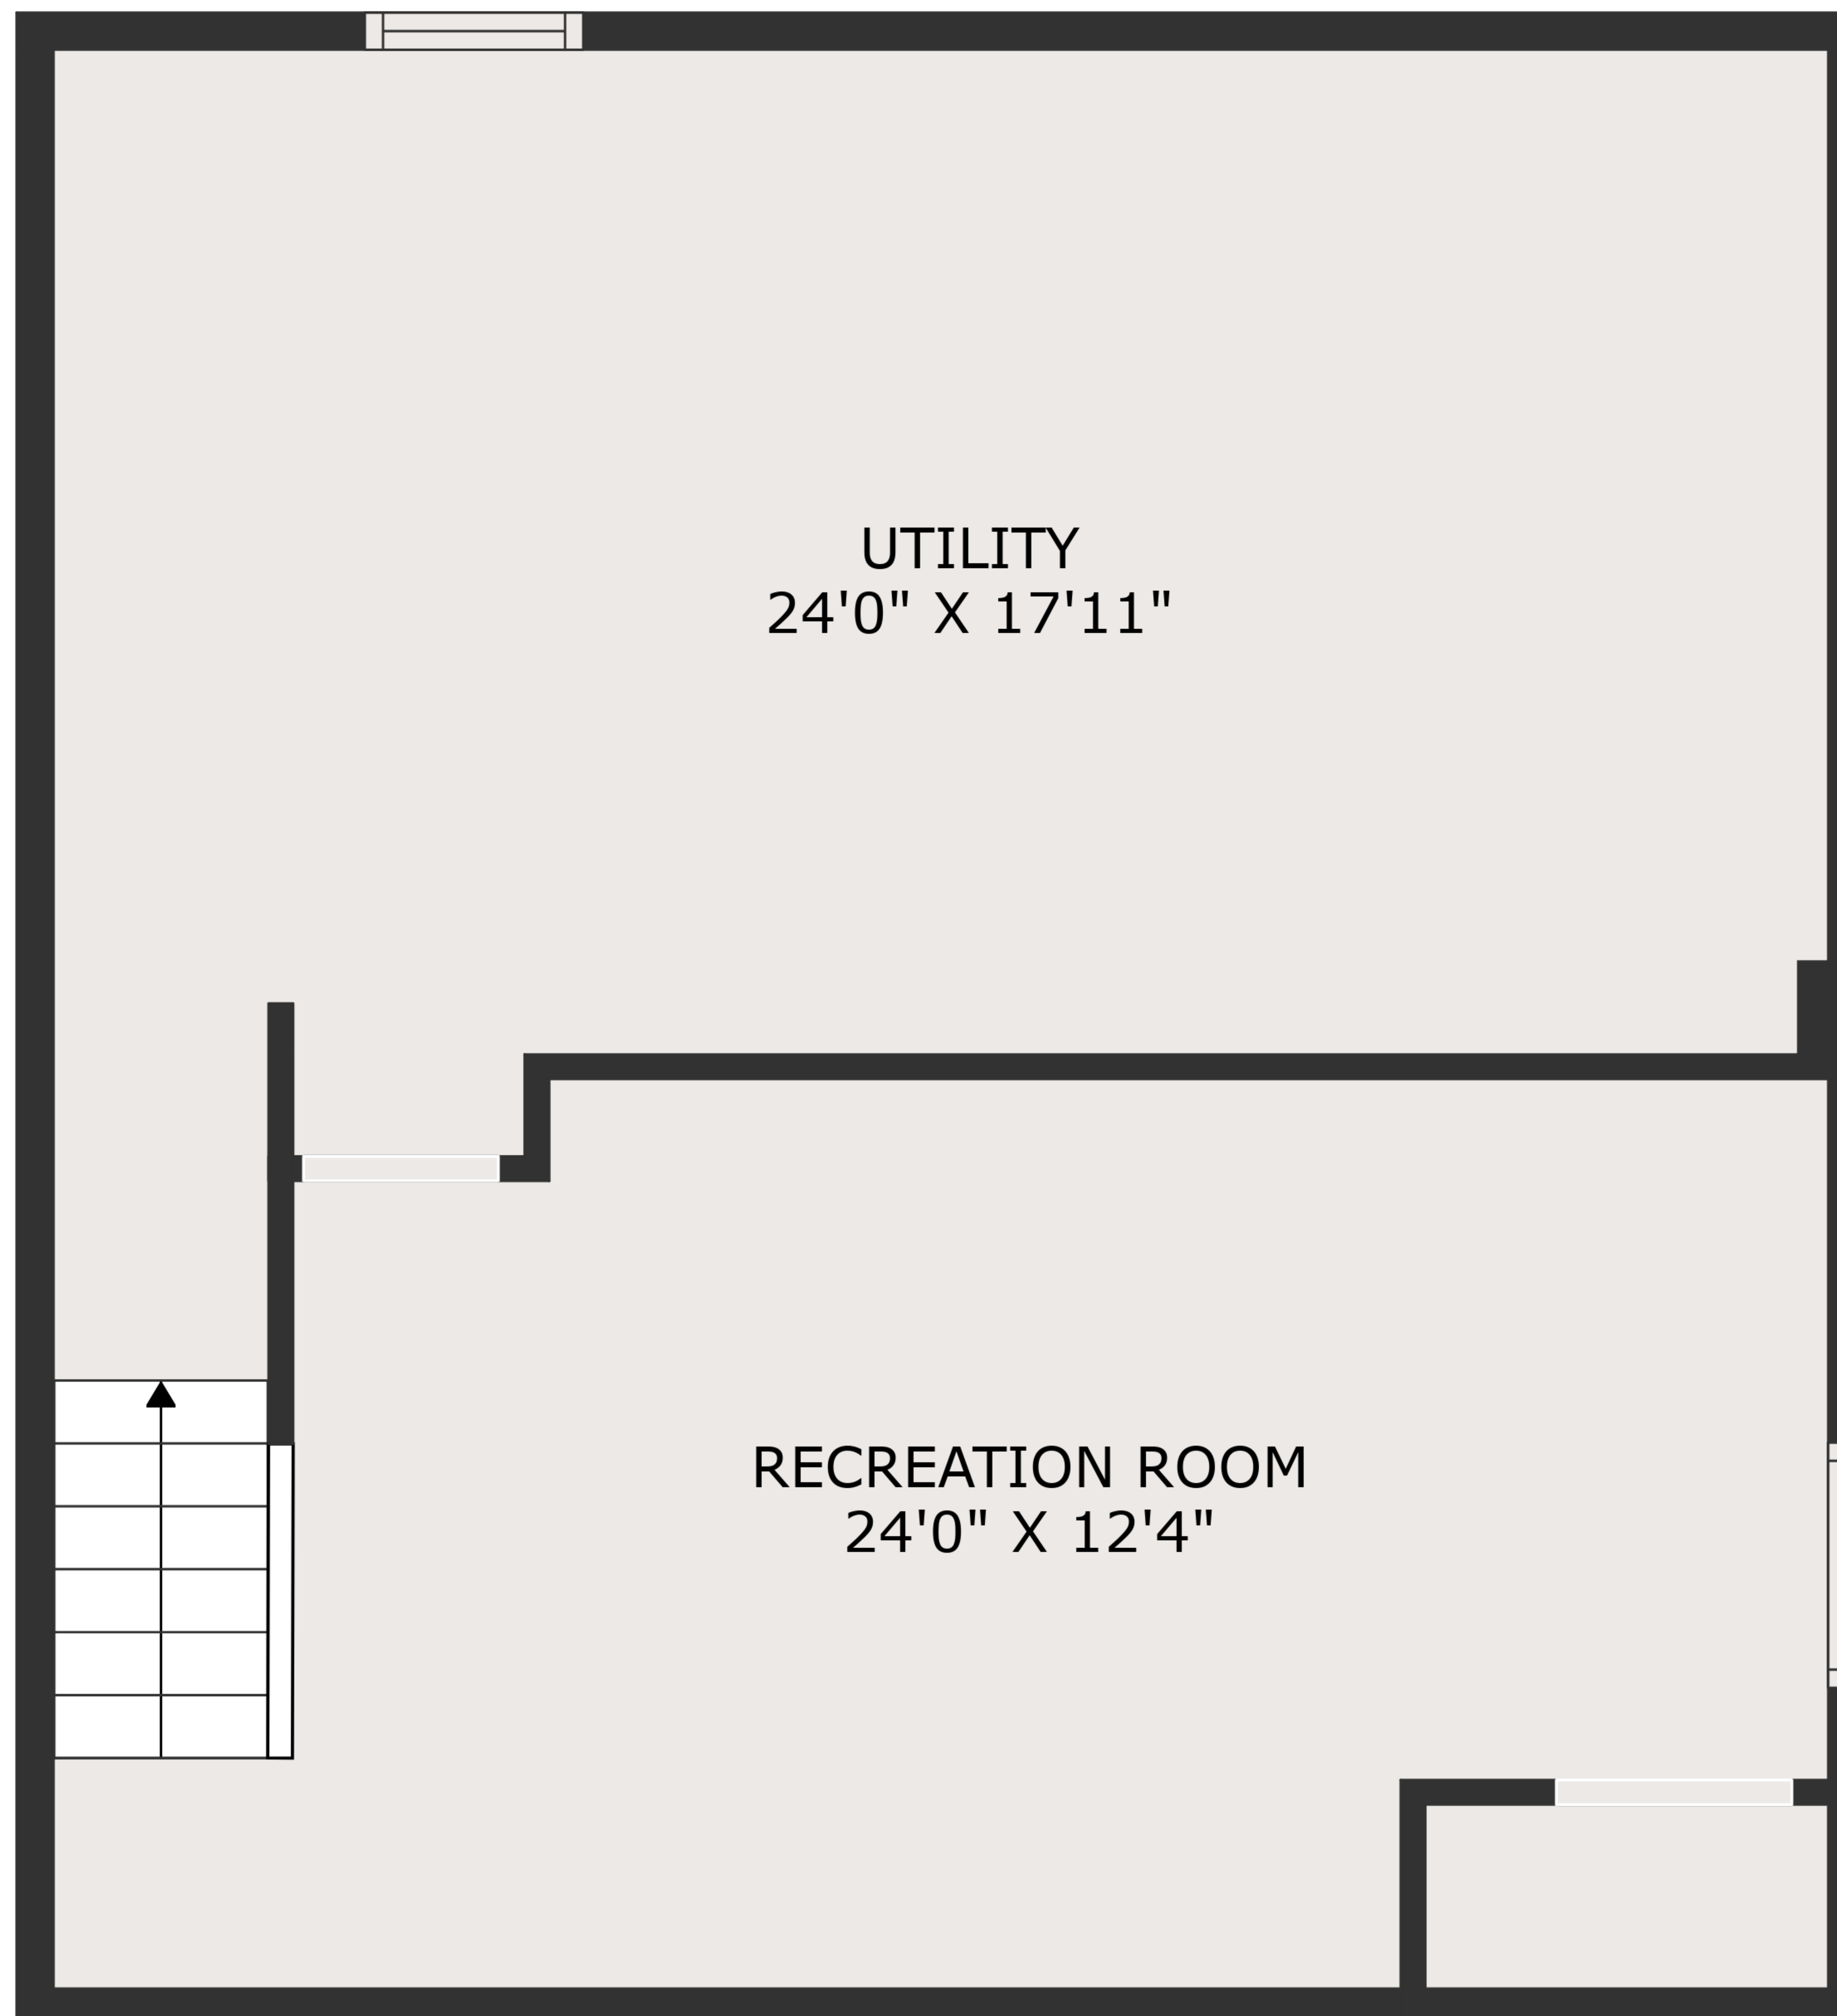 UTILITY
24'0" X 17'11"
RECREATION ROOM
24'0" X 12'4"